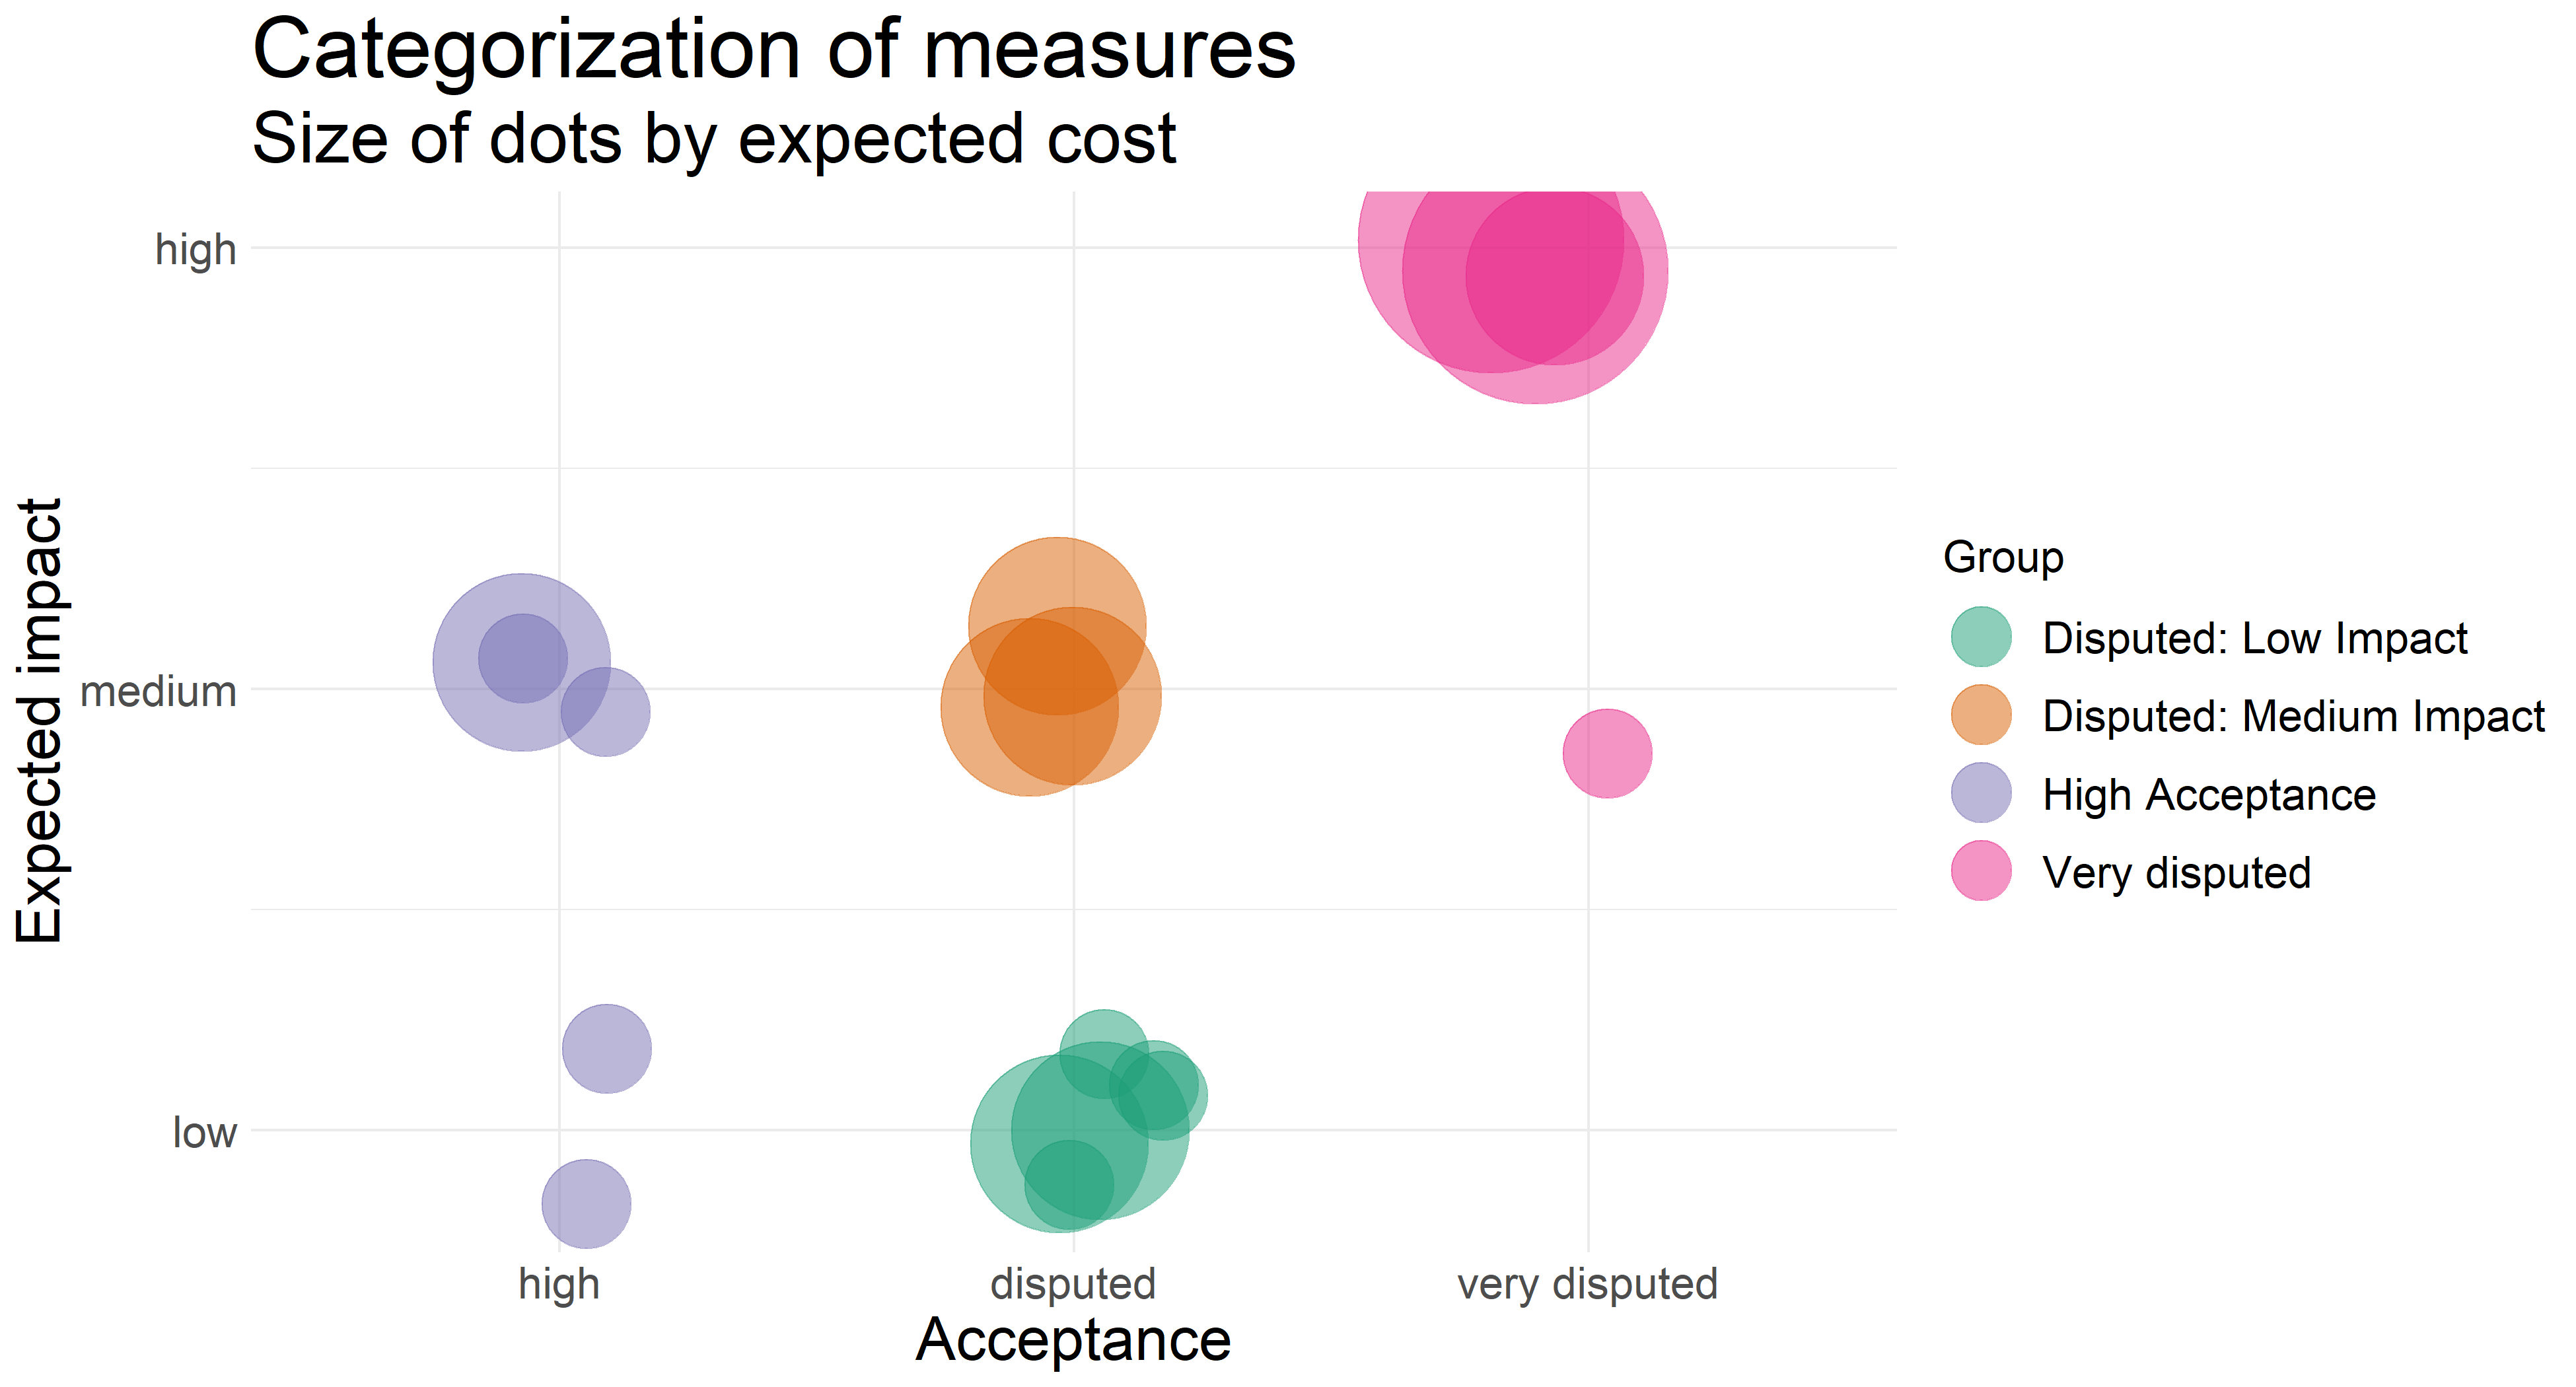 Categorization of measures
Size of dots by expected cost
high
medium
low
Expected impact
high
disputed
very disputed
Acceptance
Group
Disputed: Low Impact
Disputed: Medium Impact
High Acceptance
Very disputed